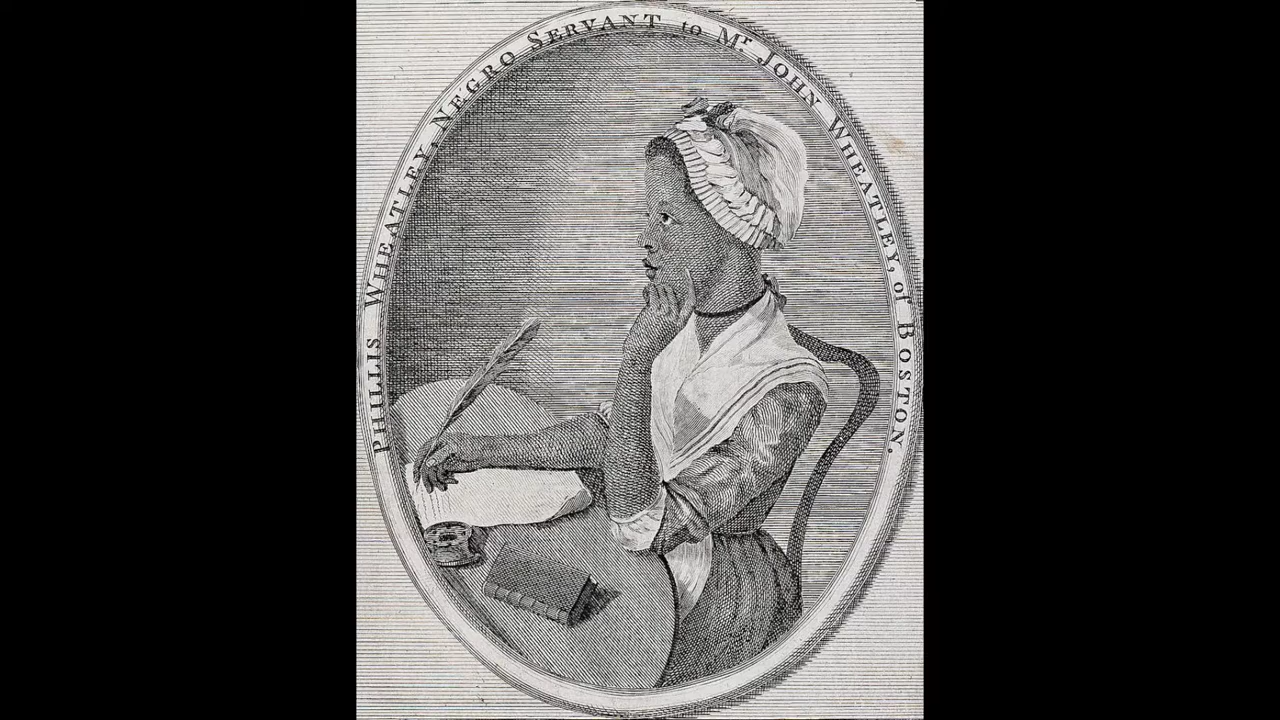 PHILLIS WHEATLEY, NEGRO SERVANT to Mr. JOHN WHEATLEY, of BOSTON.